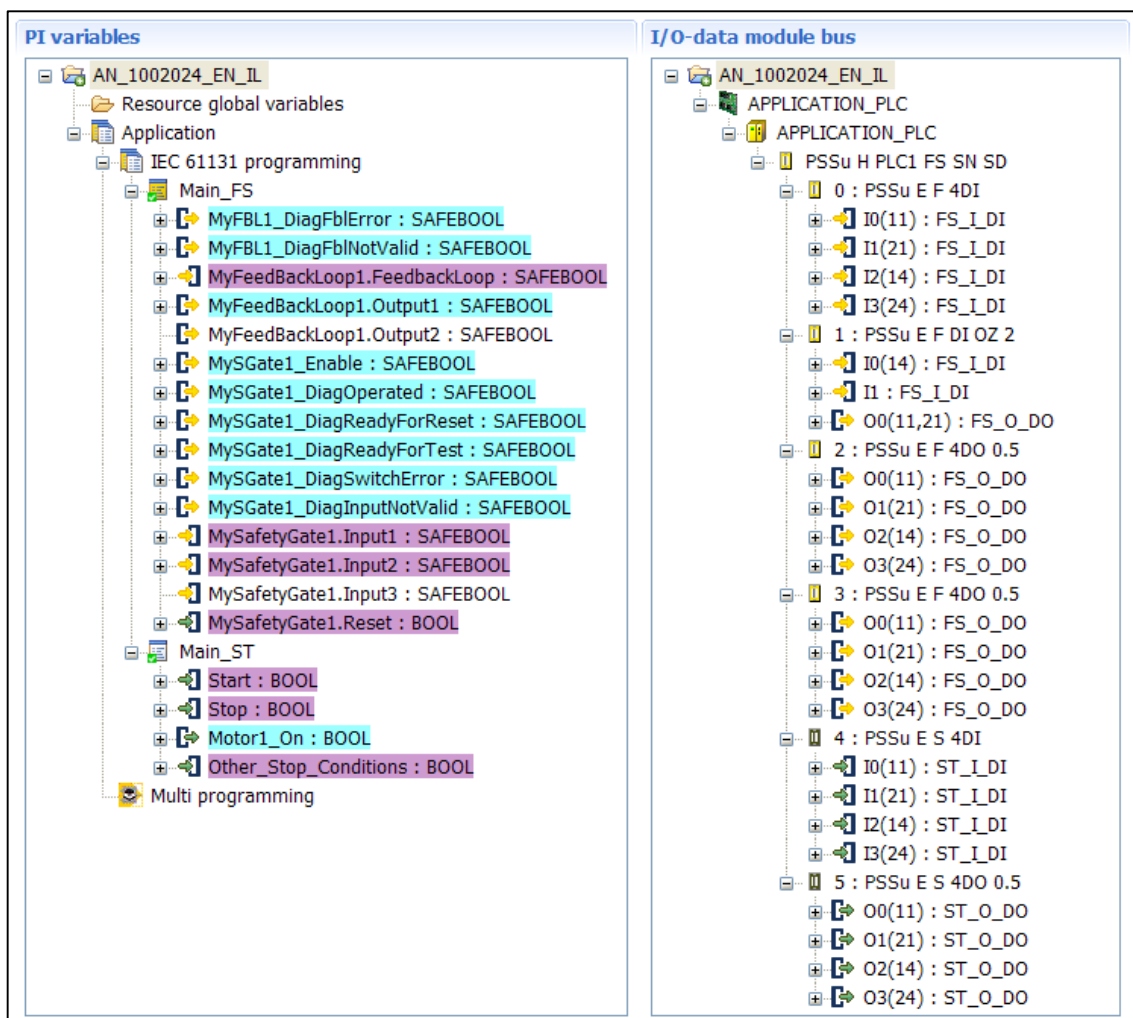 PI variables
AN_1002024_EN_IL
Resource global variables
Application
IEC 61131 programming
Main_FS
MyFBL1_DiagFblError : SAFEBOOL
MyFBL1_DiagFblNotValid : SAFEBOOL
MyFeedBackLoop1.FeedbackLoop : SAFEBOOL
MyFeedBackLoop1.Output1 : SAFEBOOL
MyFeedBackLoop1.Output2 : SAFEBOOL
MySGate1_Enable : SAFEBOOL
MySGate1_DiagOperated : SAFEBOOL
MySGate1_DiagReadyForReset : SAFEBOOL
MySGate1_DiagReadyForTest : SAFEBOOL
MySGate1_DiagSwitchError : SAFEBOOL
MySGate1_DiagInputNotValid : SAFEBOOL
MySafetyGate1.Input1 : SAFEBOOL
MySafetyGate1.Input2 : SAFEBOOL
MySafetyGate1.Input3 : SAFEBOOL
MySafetyGate1.Reset : BOOL
Main_ST
Start : BOOL
Stop : BOOL
Motor1_On : BOOL
Other_Stop_Conditions : BOOL
Multi programming
I/O-data module bus
AN_1002024_EN_IL
APPLICATION_PLC
APPLICATION_PLC
PSSu H PLC1 FS SN SD
0 : PSSu E F 4DI
I0(11) : FS_I_DI
I1(21) : FS_I_DI
I2(14) : FS_I_DI
I3(24) : FS_I_DI
1 : PSSu E F DI OZ 2
I0(14) : FS_I_DI
I1 : FS_I_DI
O0(11,21) : FS_O_DO
2 : PSSu E F 4DO 0.5
O0(11) : FS_O_DO
O1(21) : FS_O_DO
O2(14) : FS_O_DO
O3(24) : FS_O_DO
3 : PSSu E F 4DO 0.5
O0(11) : FS_O_DO
O1(21) : FS_O_DO
O2(14) : FS_O_DO
O3(24) : FS_O_DO
4 : PSSu E S 4DI
I0(11) : ST_I_DI
I1(21) : ST_I_DI
I2(14) : ST_I_DI
I3(24) : ST_I_DI
5 : PSSu E S 4DO 0.5
O0(11) : ST_O_DO
O1(21) : ST_O_DO
O2(14) : ST_O_DO
O3(24) : ST_O_DO